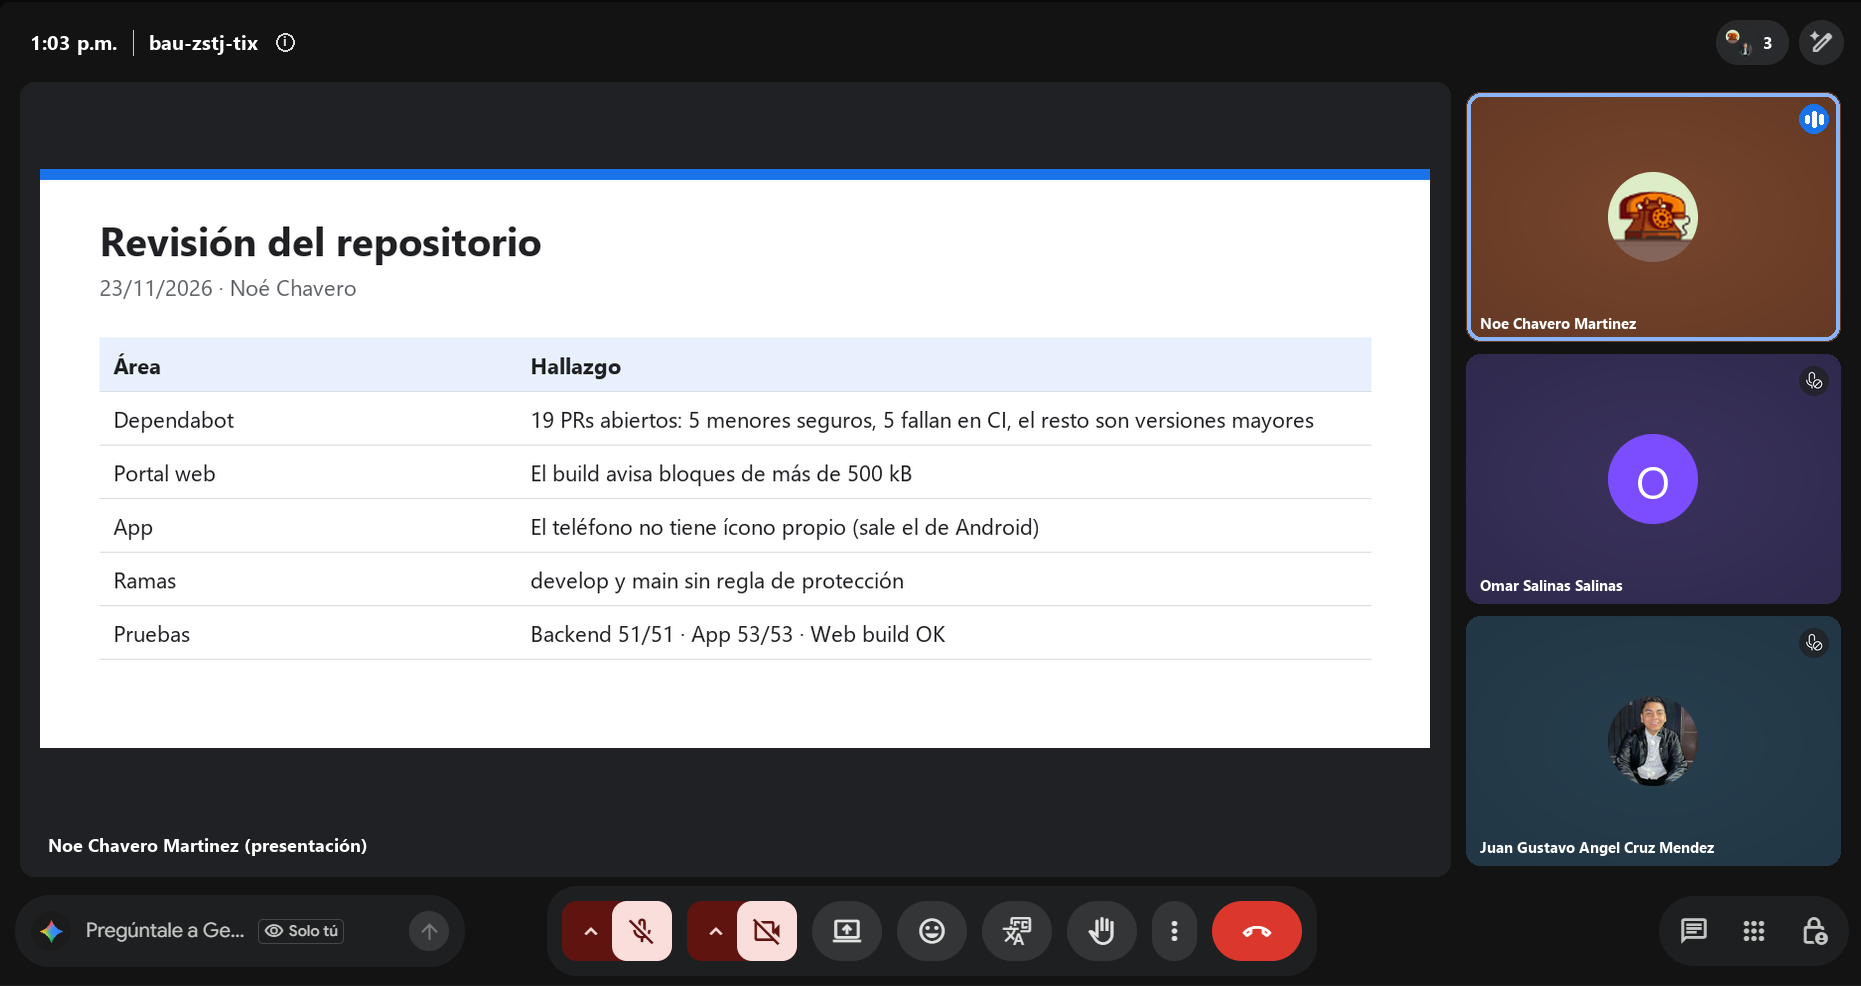 1:03 p.m. bau-zstj-tix
3
Revisión del repositorio
23/11/2026 · Noé Chavero
Área Hallazgo
Dependabot 19 PRs abiertos: 5 menores seguros, 5 fallan en CI, el resto son versiones mayores
Portal web El build avisa bloques de más de 500 kB
App El teléfono no tiene ícono propio (sale el de Android)
Ramas develop y main sin regla de protección
Pruebas Backend 51/51 · App 53/53 · Web build OK
Noe Chavero Martinez (presentación)
Noe Chavero Martinez
O
Omar Salinas Salinas
Juan Gustavo Angel Cruz Mendez
Pregúntale a Ge... Solo tú